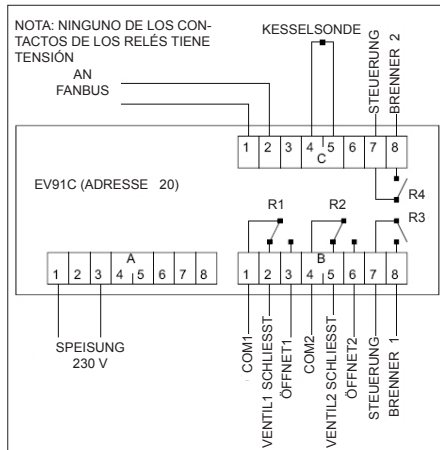 NOTA: NINGUNO DE LOS CON-
TACTOS DE LOS RELÉS TIENE
TENSIÓN
KESSELSONDE
STEUERUNG
BRENNER 2
AN
FANBUS
1 2 3 4 5 6 7 8
C
EV91C (ADRESSE 20)
R4
R1
R2
R3
A
1 2 3 4 5 6 7 8
B
1 2 3 4 5 6 7 8
SPEISUNG
230 V
COM1
VENTIL1 SCHLIESST
ÖFFNET1
COM2
VENTIL2 SCHLIESST
ÖFFNET2
STEUERUNG
BRENNER 1